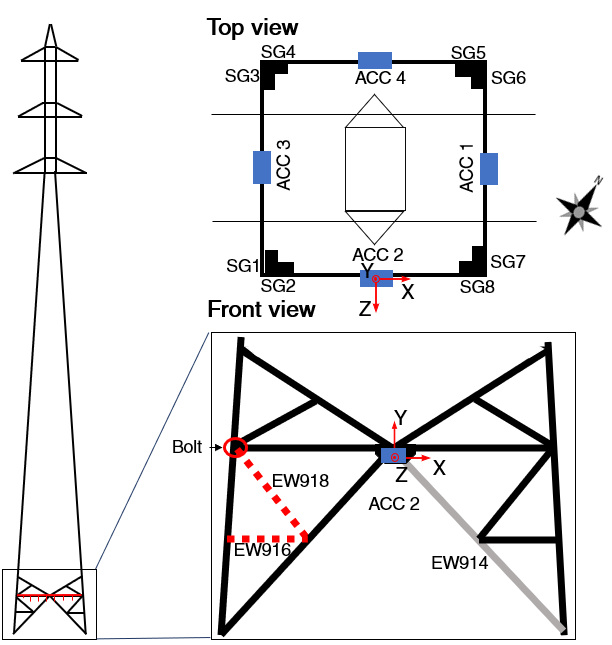 Top view
SG4
SG5
SG3
ACC 4
SG6
ACC 3
ACC 1
N
ACC 2
SG1
Y
SG7
SG2
X
SG8
Z
Front view
Y
Bolt
Z
X
EW918
ACC 2
EW916
EW914